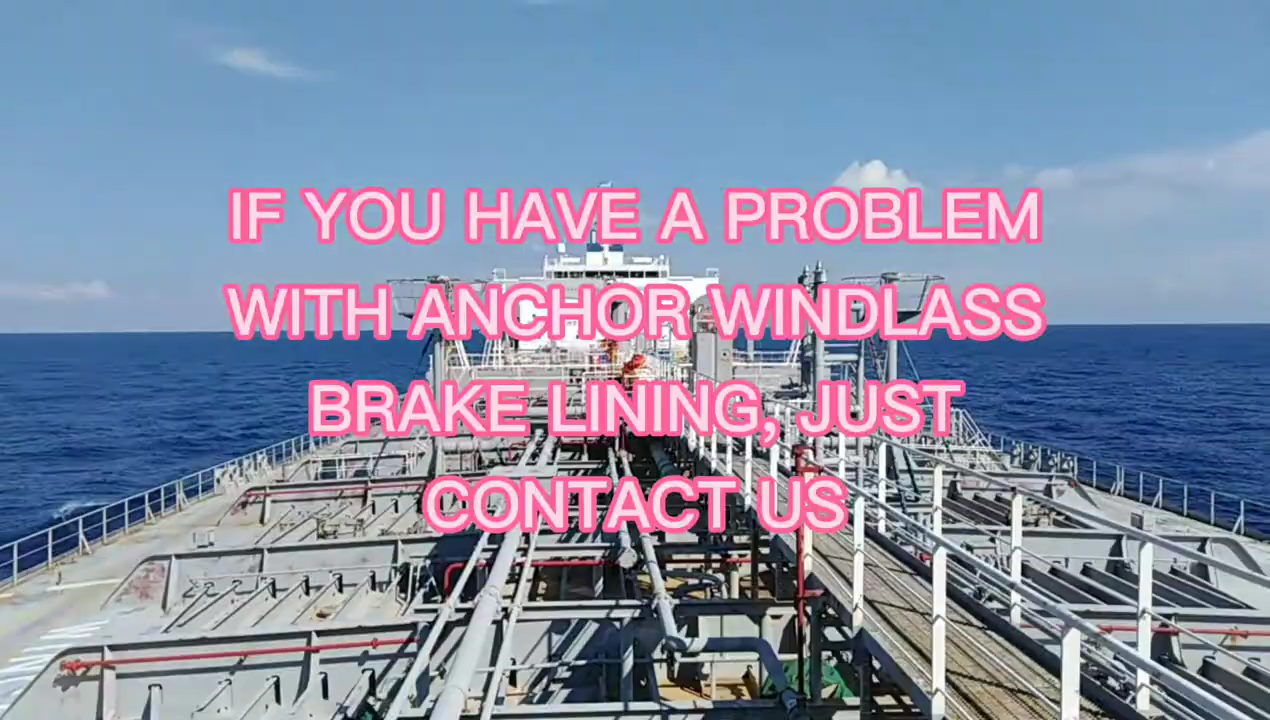 IF YOU HAVE A PROBLEM
WITH ANCHOR WINDLASS
BRAKE LINING, JUST
CONTACT US